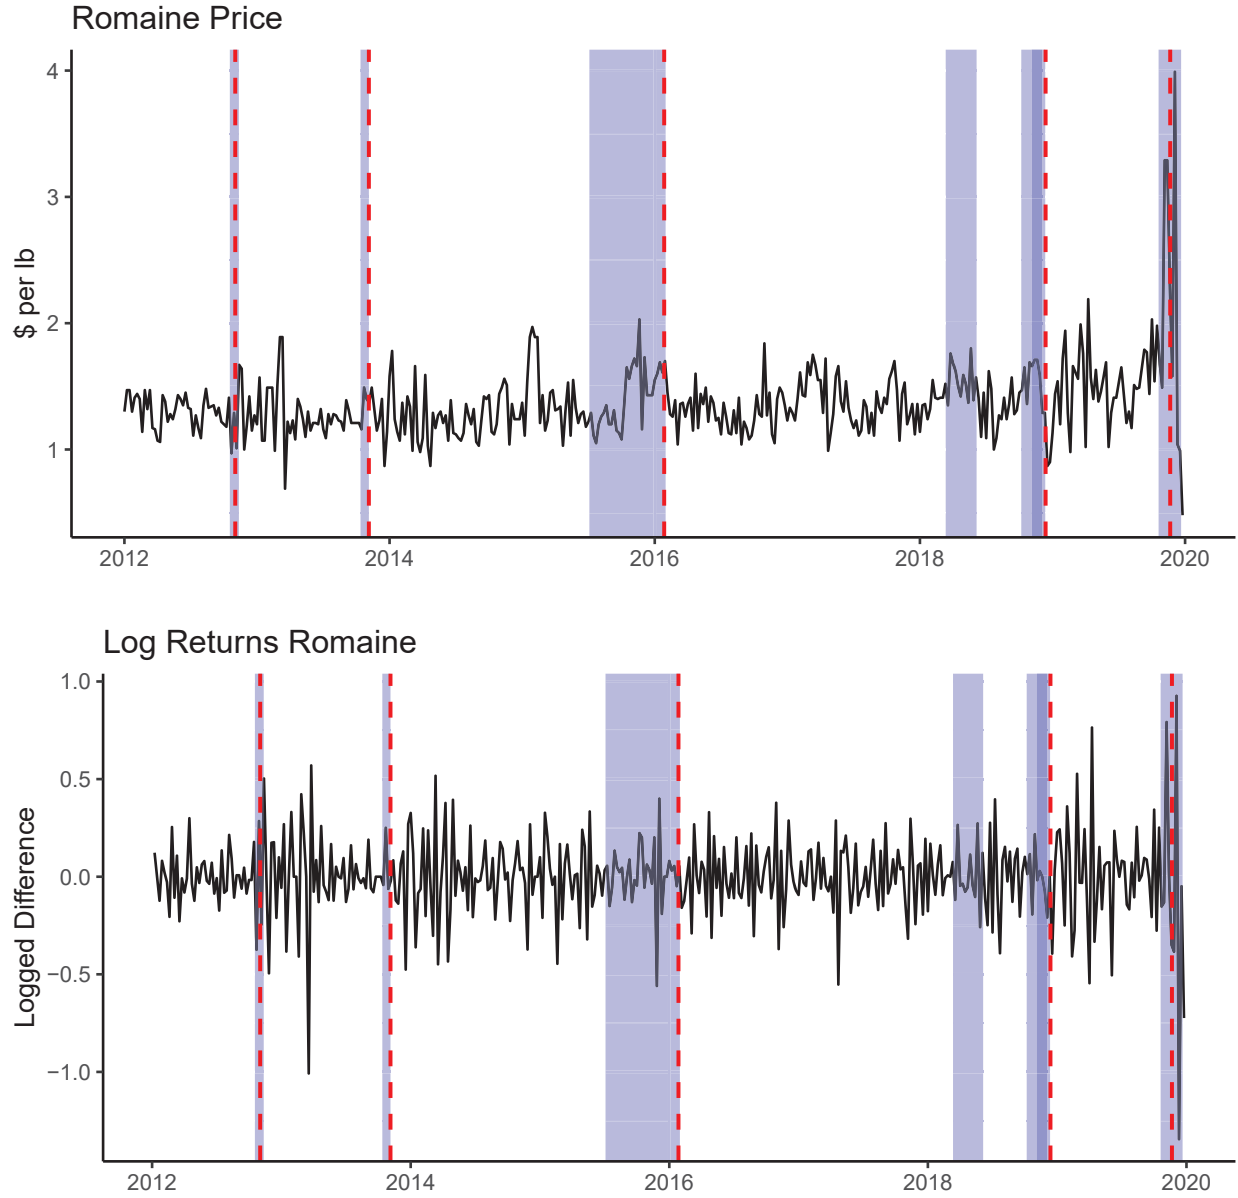 Romaine Price
$ per lb
4
3
2
1
2012 2014 2016 2018 2020
Log Returns Romaine
Logged Difference
1.0
0.5
0.0
−0.5
−1.0
2012 2014 2016 2018 2020